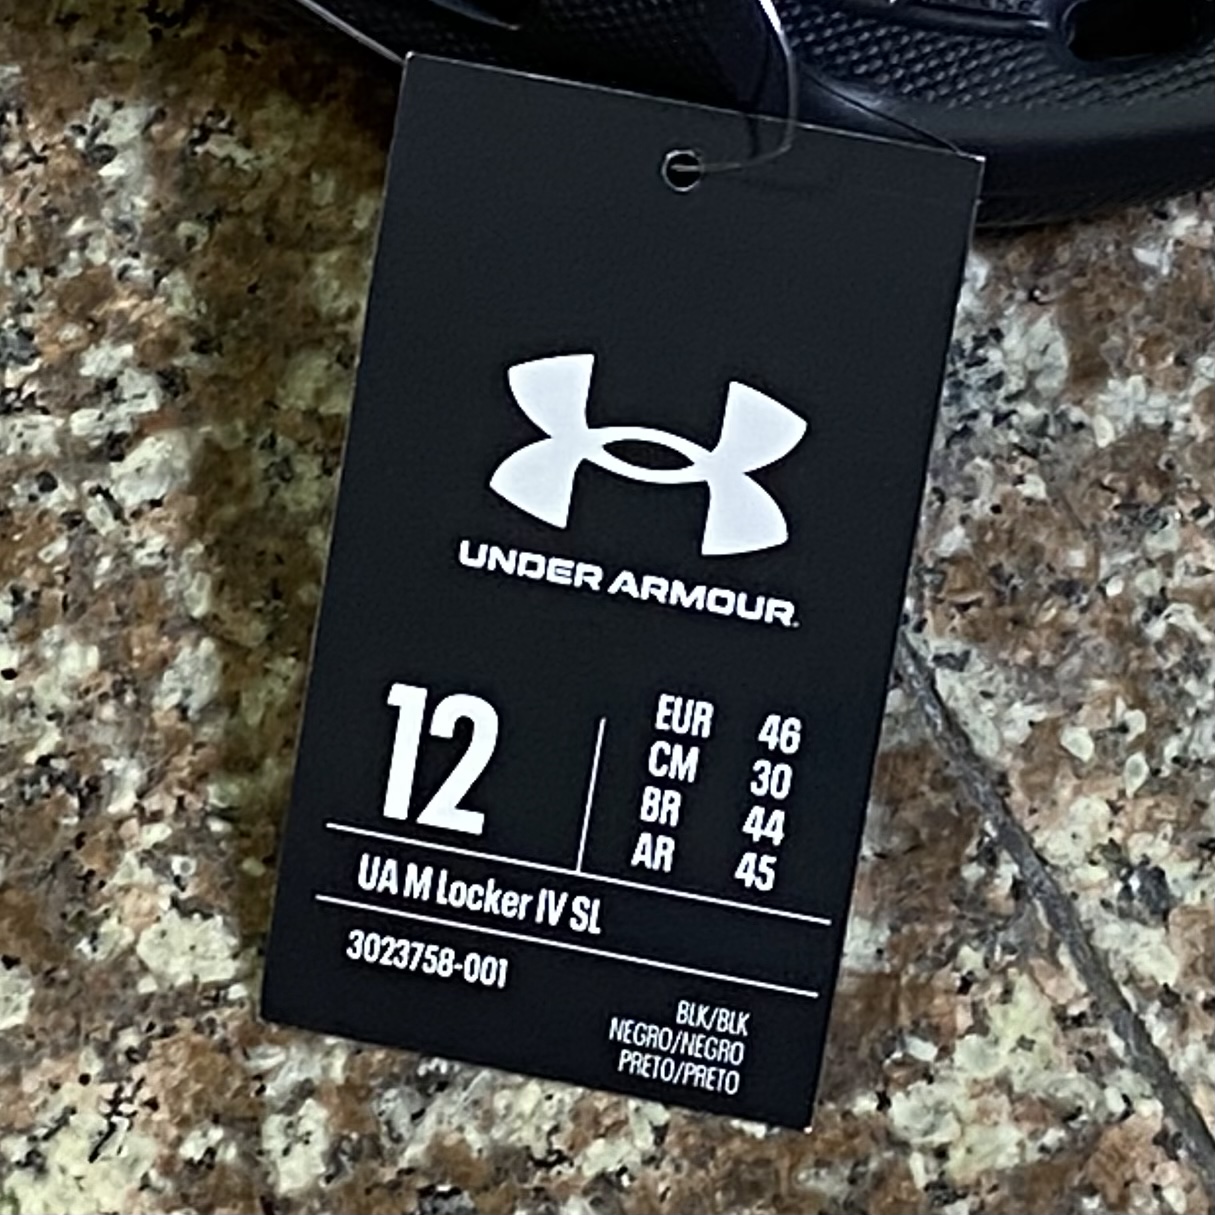 UNDER ARMOUR.
12
EUR 46
CM 30
BR 44
AR 45
UA M Locker IV SL
3023758-001
BLK/BLK
NEGRO/NEGRO
PRETO/PRETO